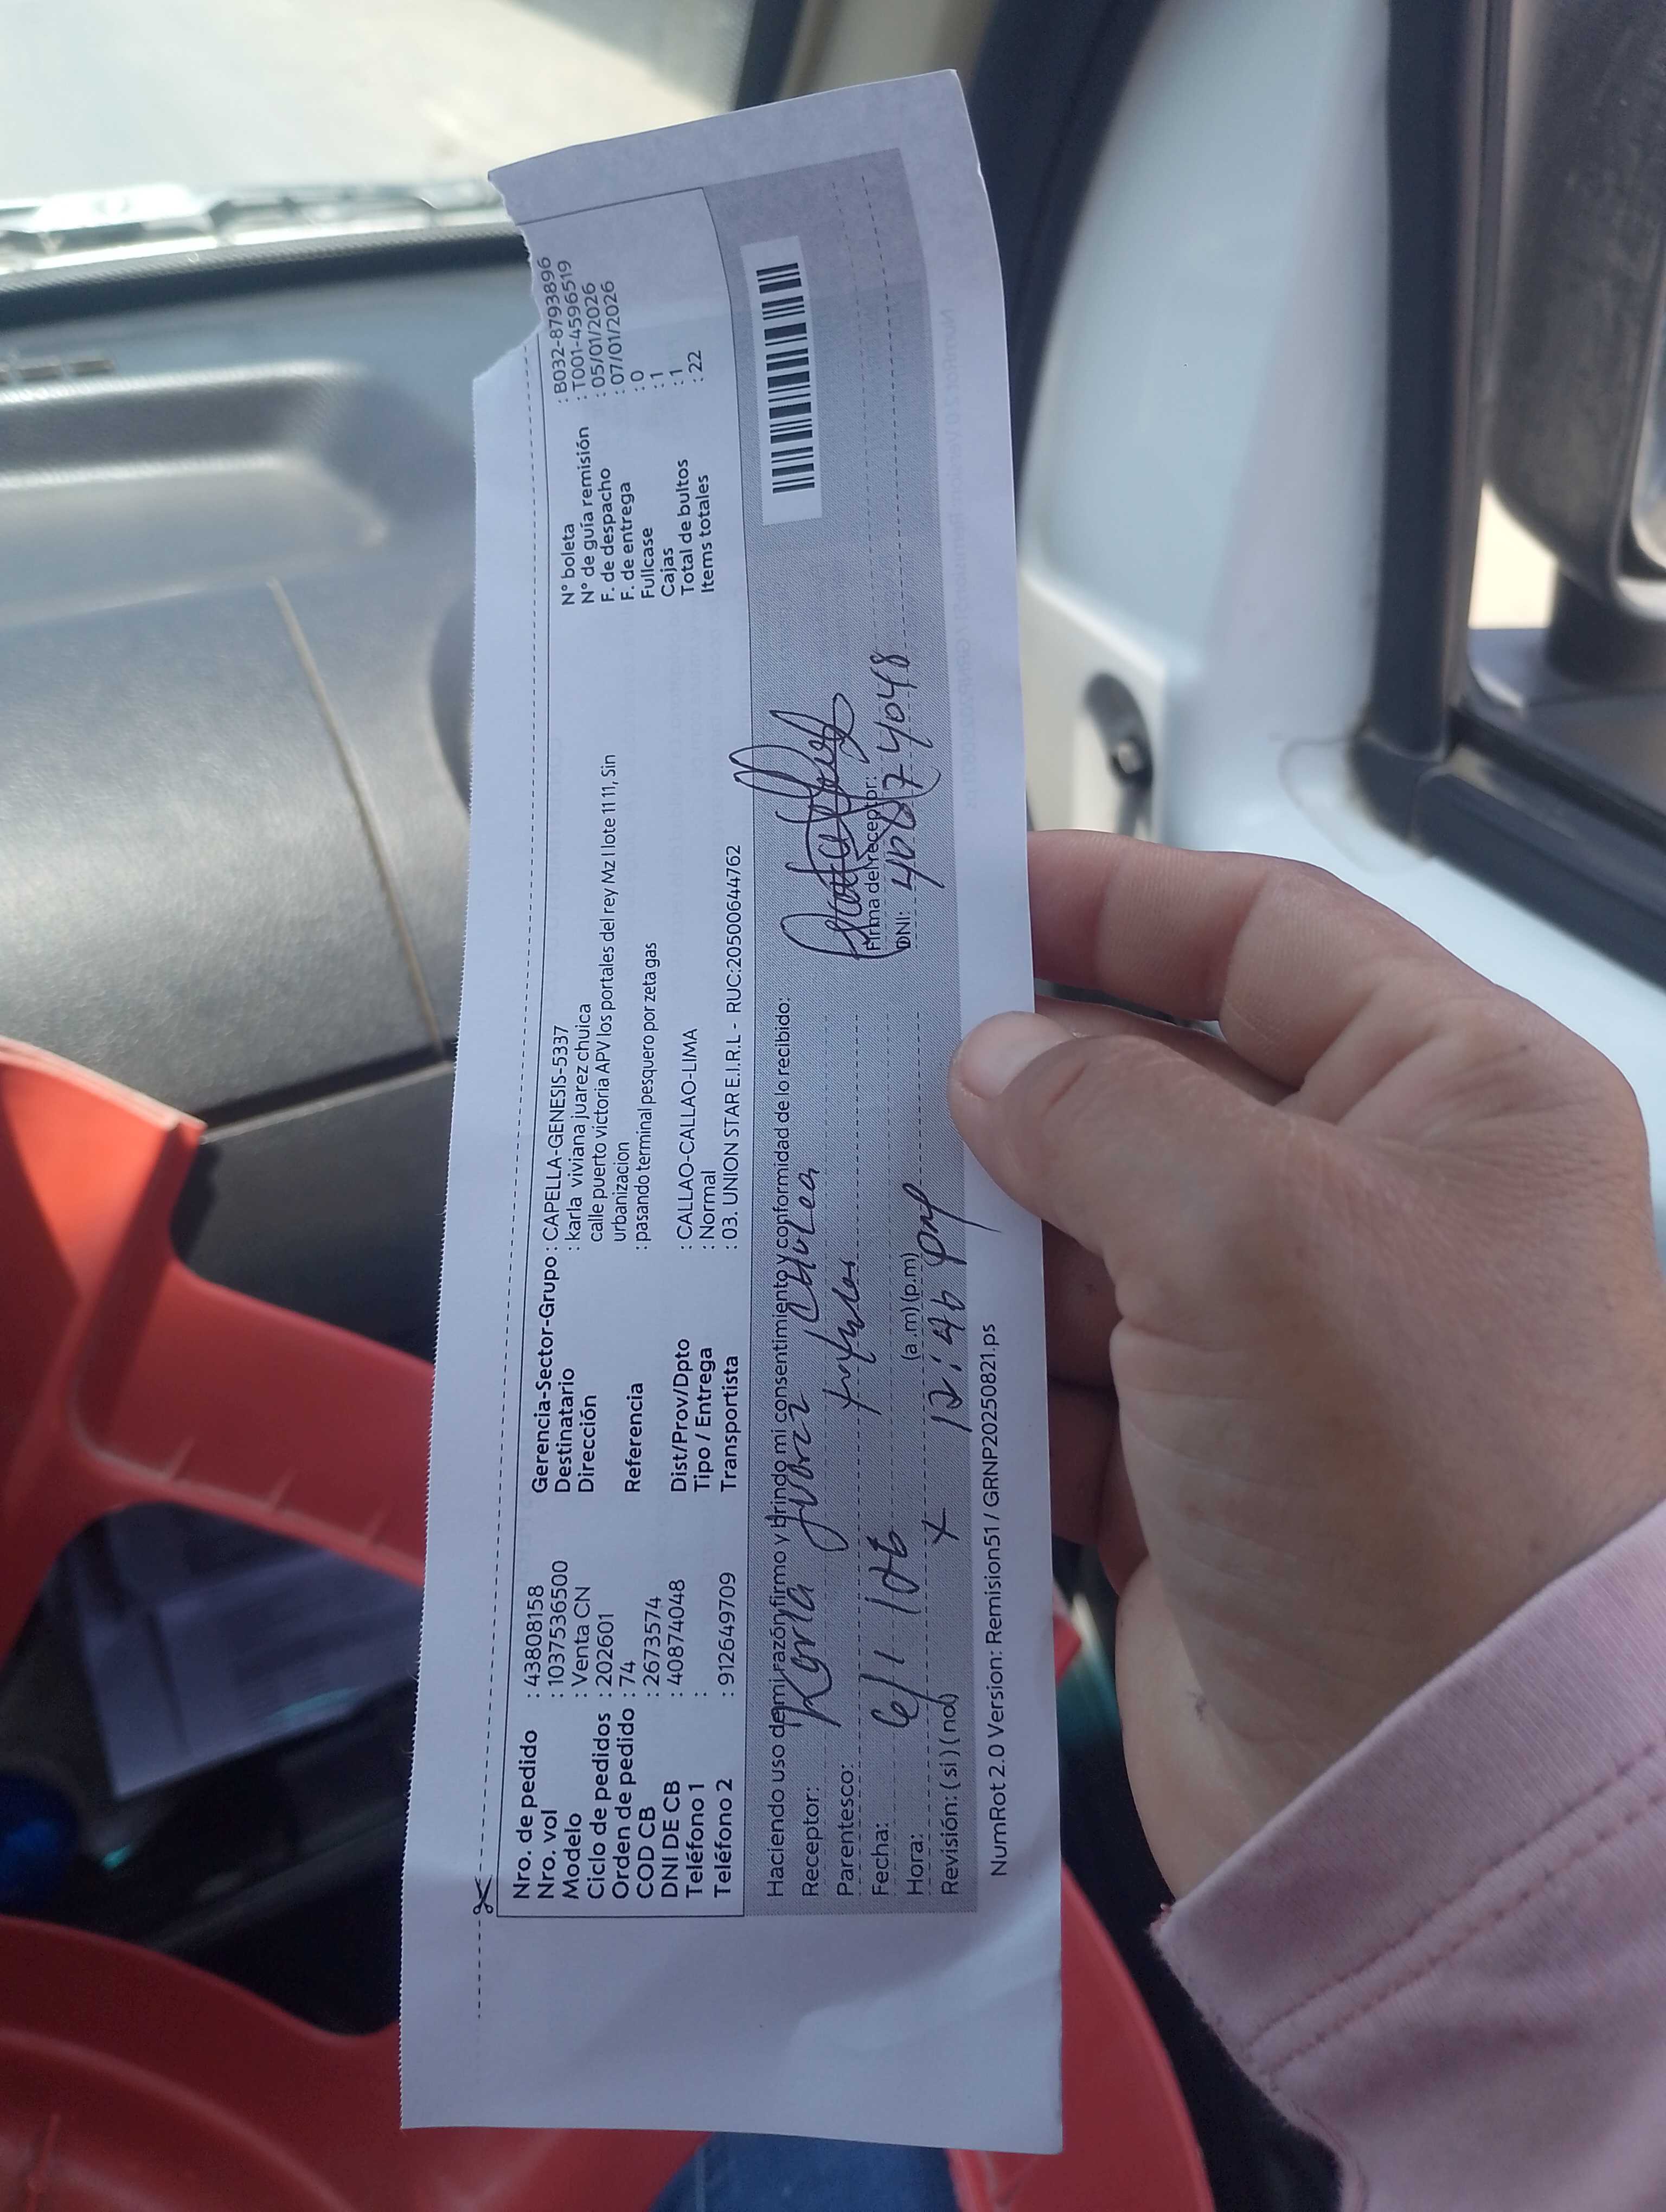 Nro. de pedido : 43808158
Nro. vol : 1037536500
Modelo : Venta CN
Ciclo de pedidos : 202601
Orden de pedido : 74
COD CB : 2673574
DNI DE CB : 40874048
Teléfono 1 :
Teléfono 2 : 912649709
Gerencia-Sector-Grupo : CAPELLA-GENESIS-5337
Destinatario : karla viviana juarez chuica
Dirección calle puerto victoria APV los portales del rey Mz I lote 11 11, Sin
urbanizacion
Referencia : pasando terminal pesquero por zeta gas
Dist/Prov/Dpto : CALLAO-CALLAO-LIMA
Tipo / Entrega : Normal
Transportista : 03. UNION STAR E.I.R.L - RUC:20500644762
N° boleta : B032-8793896
N° de guía remisión : T001-4596519
F. de despacho : 05/01/2026
F. de entrega : 07/01/2026
Fullcase : 0
Cajas : 1
Total de bultos : 1
Items totales : 22
Haciendo uso de mi razón firmo y brindo mi consentimiento y conformidad de lo recibido:
Receptor: Karla Juarez
Parentesco:
Fecha: 6/1/26
Hora: (a.m) (p.m)
Revisión: (si) (no) x 12:46 pm
Firma del receptor:
DNI: 40874048
NumRot 2.0 Version: Remision51 / GRNP20250821.ps